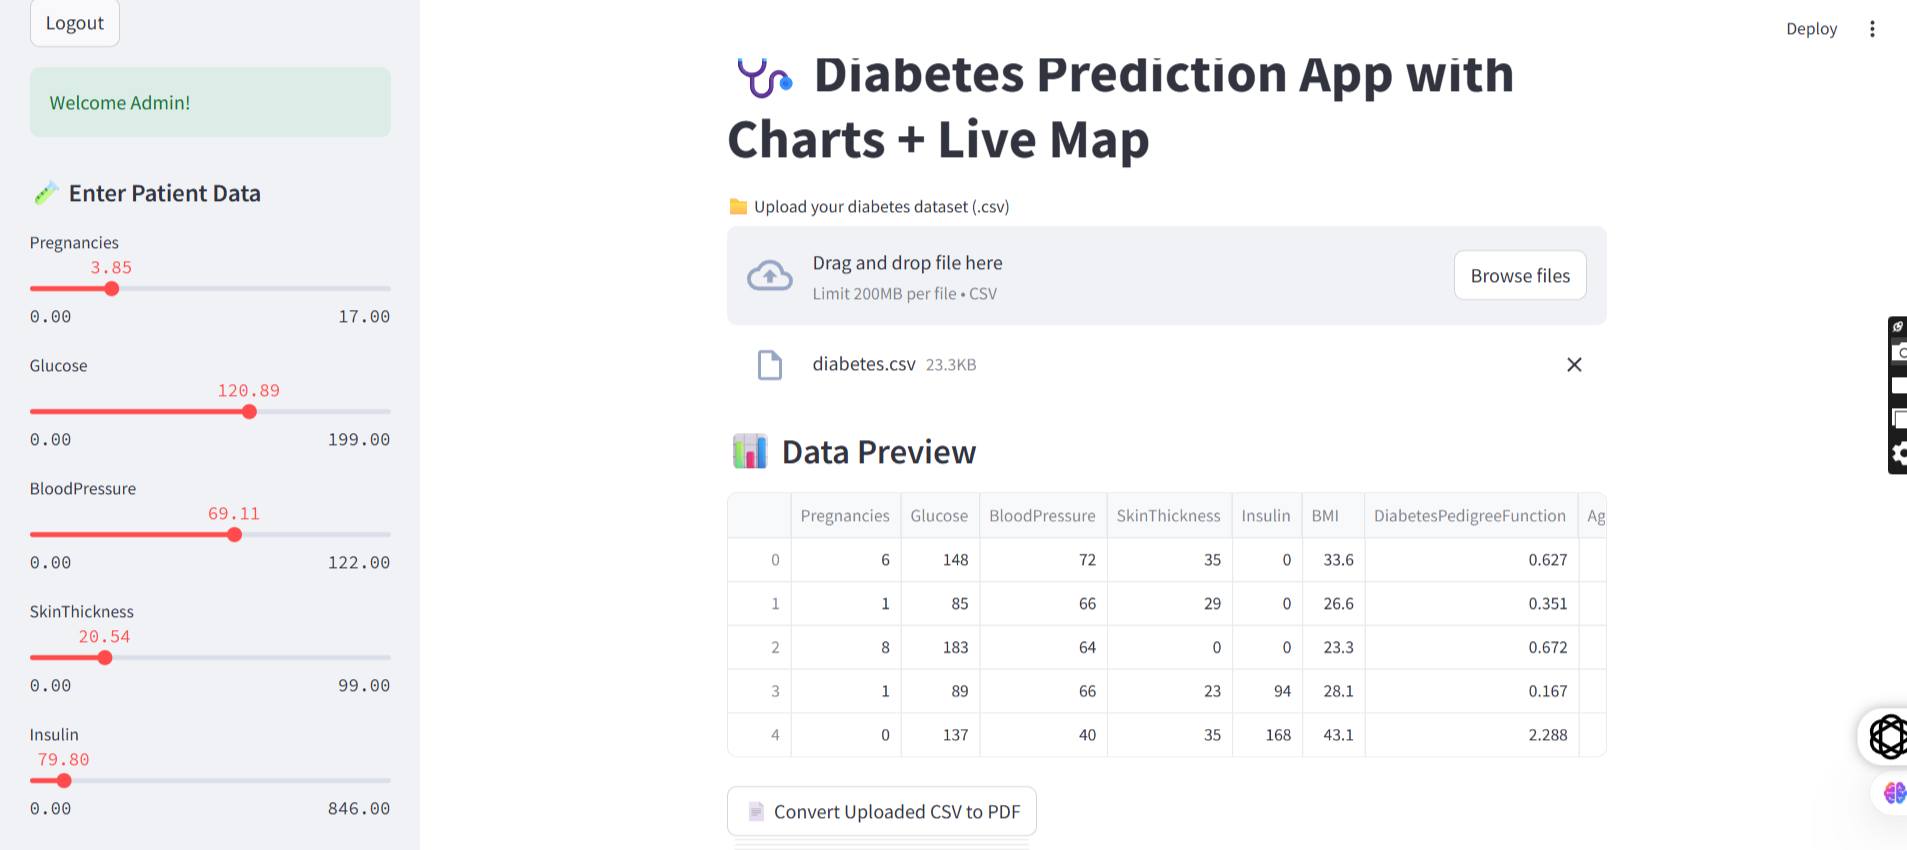 Logout
Welcome Admin!
Enter Patient Data
Pregnancies
3.85
0.00 17.00
Glucose
120.89
0.00 199.00
BloodPressure
69.11
0.00 122.00
SkinThickness
20.54
0.00 99.00
Insulin
79.80
0.00 846.00
Deploy
Diabetes Prediction App with
Charts + Live Map
Upload your diabetes dataset (.csv)
Drag and drop file here
Limit 200MB per file • CSV
Browse files
diabetes.csv 23.3KB
Data Preview
Pregnancies Glucose BloodPressure SkinThickness Insulin BMI DiabetesPedigreeFunction Ag
0 6 148 72 35 0 33.6 0.627
1 1 85 66 29 0 26.6 0.351
2 8 183 64 0 0 23.3 0.672
3 1 89 66 23 94 28.1 0.167
4 0 137 40 35 168 43.1 2.288
Convert Uploaded CSV to PDF